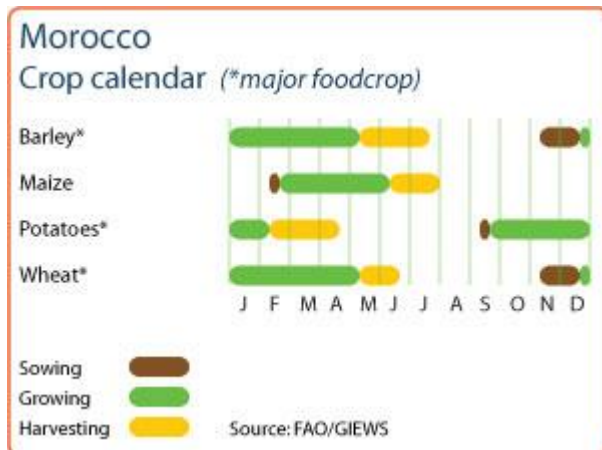 Morocco
Crop calendar (*major foodcrop)
Barley*
Maize
Potatoes*
Wheat*
J F M A M J J A S O N D
Sowing
Growing
Harvesting
Source: FAO/GIEWS